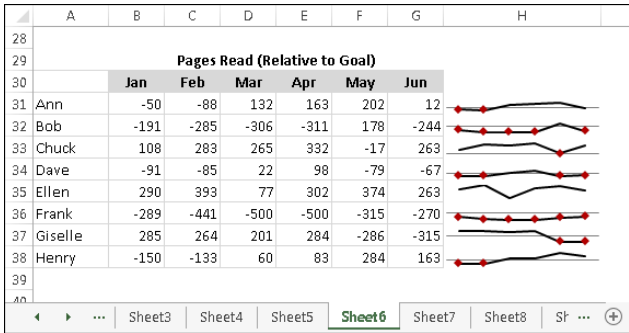 A B C D E F G H
28
29 Pages Read (Relative to Goal)
30 Jan Feb Mar Apr May Jun
31 Ann -50 -88 132 163 202 12
32 Bob -191 -285 -306 -311 178 -244
33 Chuck 108 283 265 332 -17 263
34 Dave -91 -85 22 98 -79 -67
35 Ellen 290 393 77 302 374 263
36 Frank -289 -441 -500 -500 -315 -270
37 Giselle 285 264 201 284 -286 -315
38 Henry -150 -133 60 83 284 163
39
40
... Sheet3 Sheet4 Sheet5 Sheet6 Sheet7 Sheet8 Sh ...